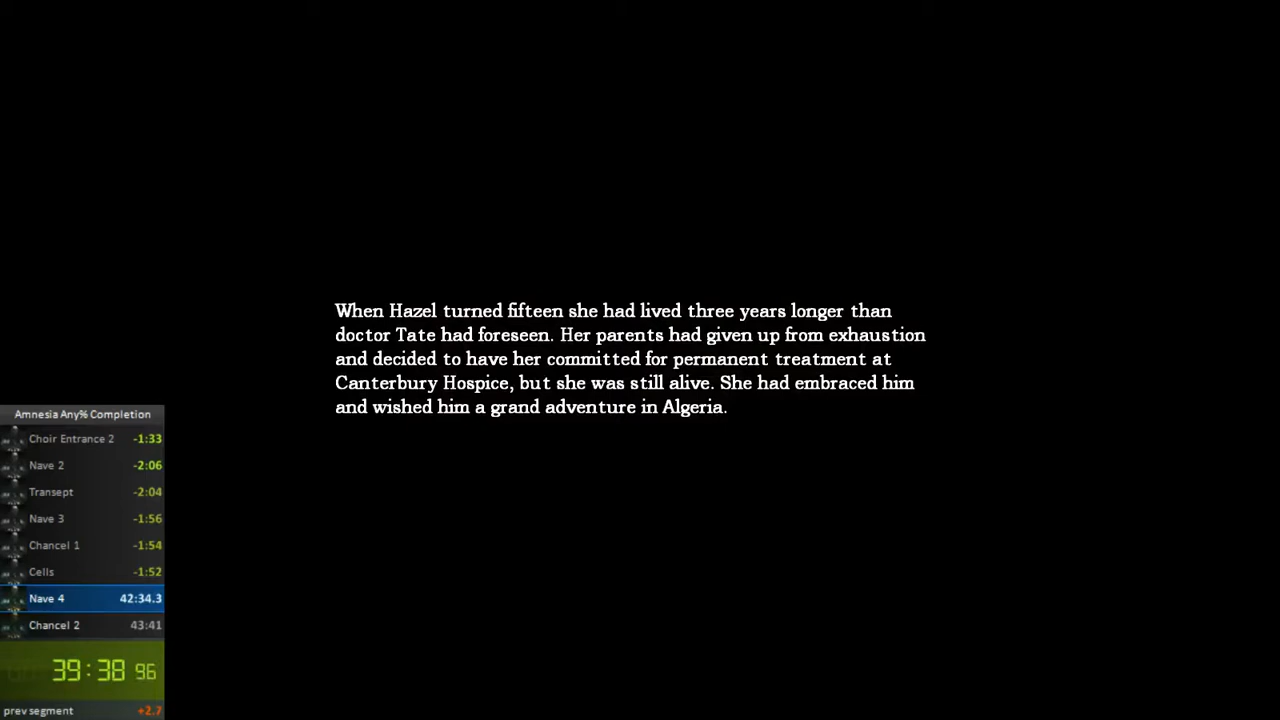 When Hazel turned fifteen she had lived three years longer than
doctor Tate had foreseen. Her parents had given up from exhaustion
and decided to have her committed for permanent treatment at
Canterbury Hospice, but she was still alive. She had embraced him
and wished him a grand adventure in Algeria.
Amnesia Any% Completion
Choir Entrance 2 -1:33
Nave 2 -2:06
Transept -2:04
Nave 3 -1:56
Chancel 1 -1:54
Cells -1:52
Nave 4 42:34.3
Chancel 2 43:41
39:38 96
prev segment +2.7